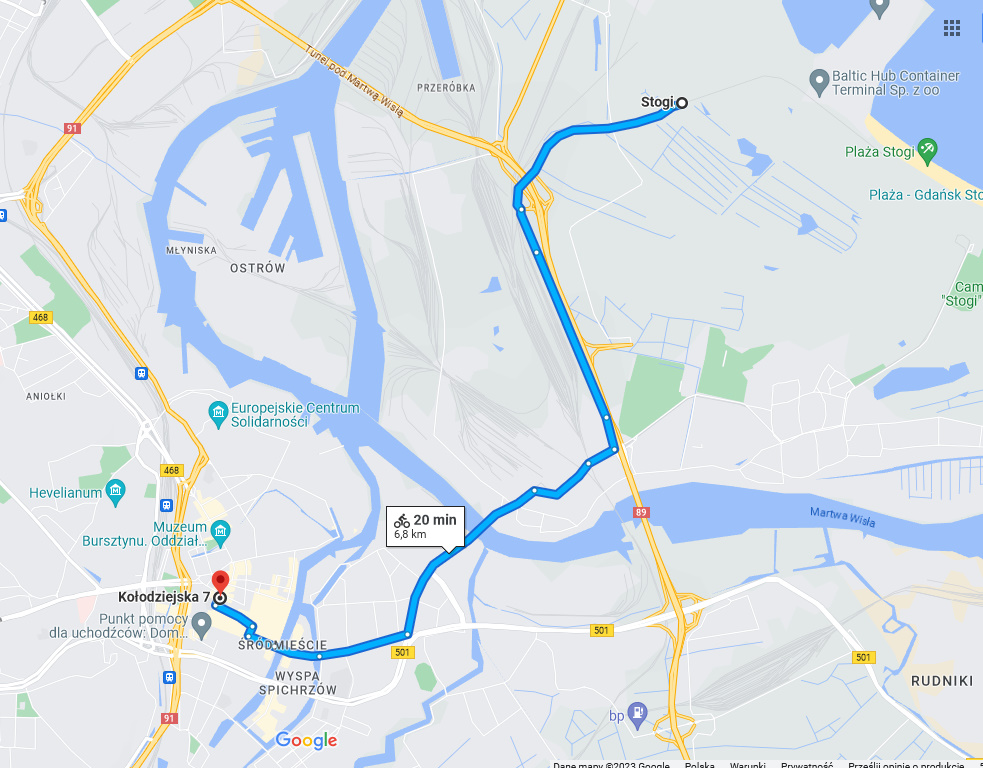 Tunel pod Martwą Wisłą
PRZERÓBKA
Baltic Hub Container
Terminal Sp. z oo
Stogi
91
Plaża Stogi
Plaża - Gdańsk Sto
MŁYNISKA
OSTRÓW
Cam
"Stogi"
468
ANIOŁKI
Europejskie Centrum
Solidarności
468
Hevelianum
89
Martwa Wisła
20 min
6,8 km
Muzeum
Bursztynu. Oddział...
Kołodziejska 7
Punkt pomocy
dla uchodźców: Dom...
501
ŚRÓDMIEŚCIE
501
501
WYSPA
SPICHRZÓW
RUDNIKI
91
bp
Google
Dane mapy ©2023 Google Polska Warunki Prywatność Prześlij opinię o produkcie